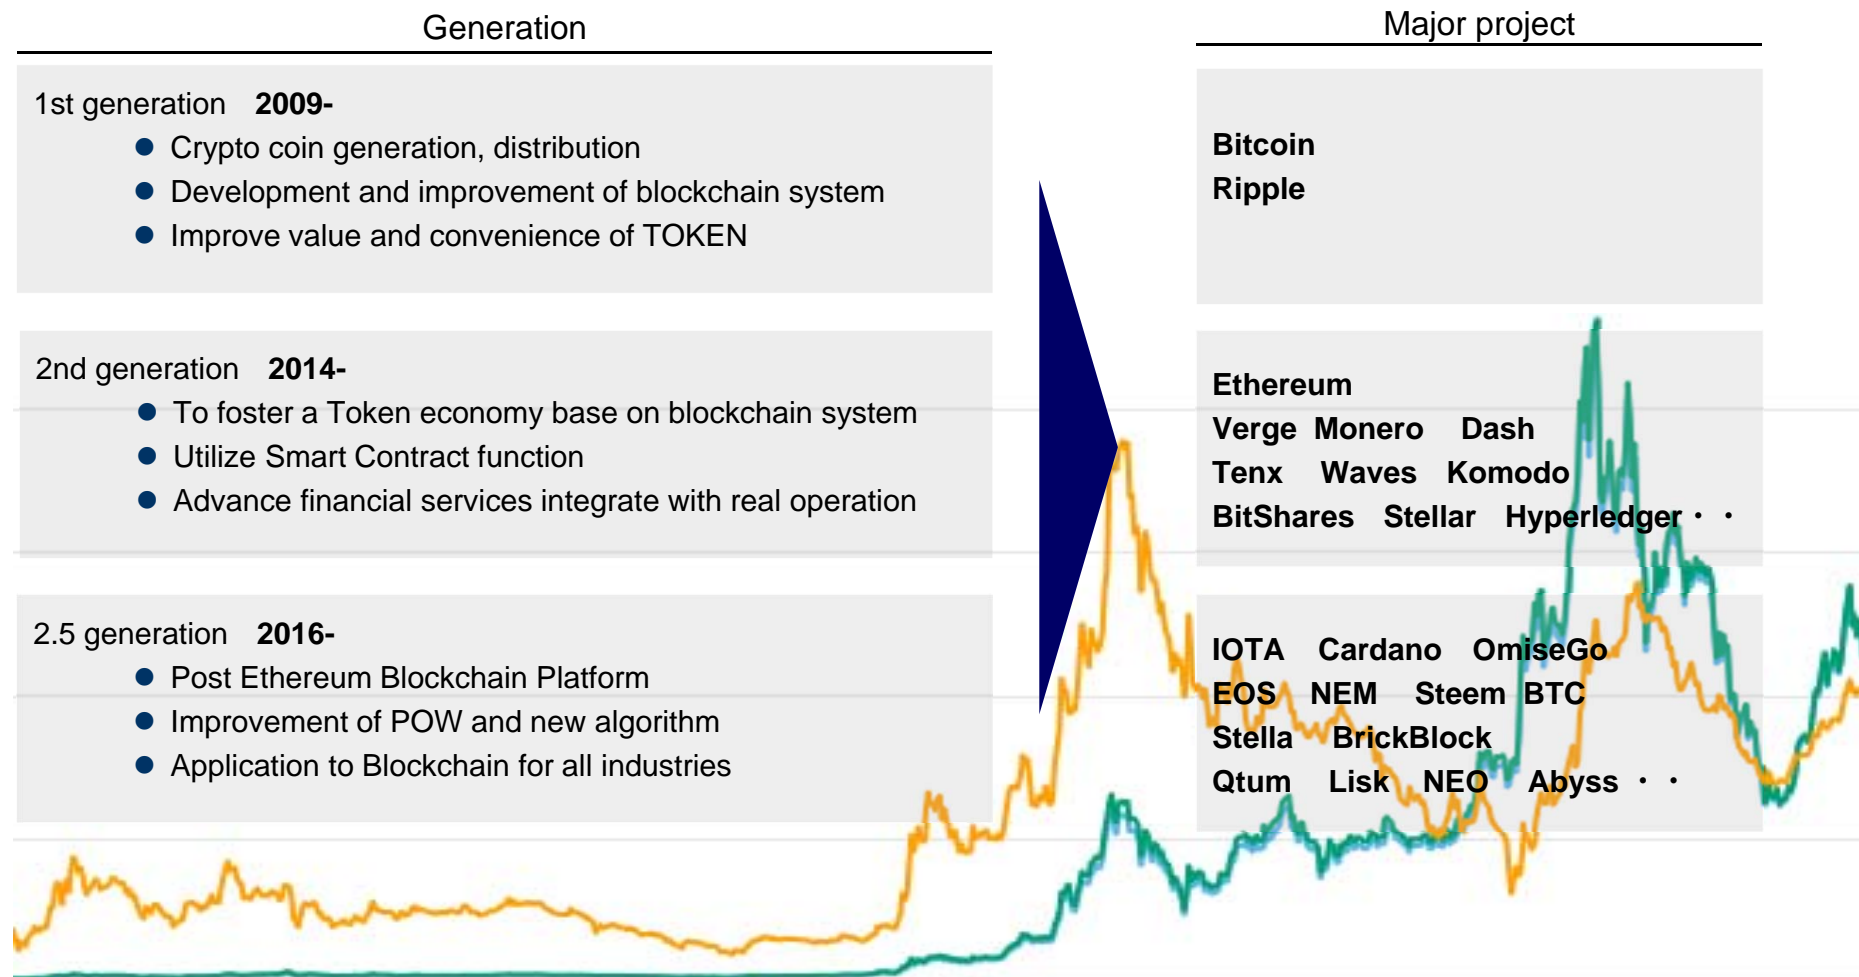 Generation
1st generation 2009-
● Crypto coin generation, distribution
● Development and improvement of blockchain system
● Improve value and convenience of TOKEN
2nd generation 2014-
● To foster a Token economy base on blockchain system
● Utilize Smart Contract function
● Advance financial services integrate with real operation
2.5 generation 2016-
● Post Ethereum Blockchain Platform
● Improvement of POW and new algorithm
● Application to Blockchain for all industries
Major project
Bitcoin
Ripple
Ethereum
Verge Monero Dash
Tenx Waves Komodo
BitShares Stellar Hyperledger・・
IOTA Cardano OmiseGo
EOS NEM Steem BTC
Stella BrickBlock
Qtum Lisk NEO Abyss ・・